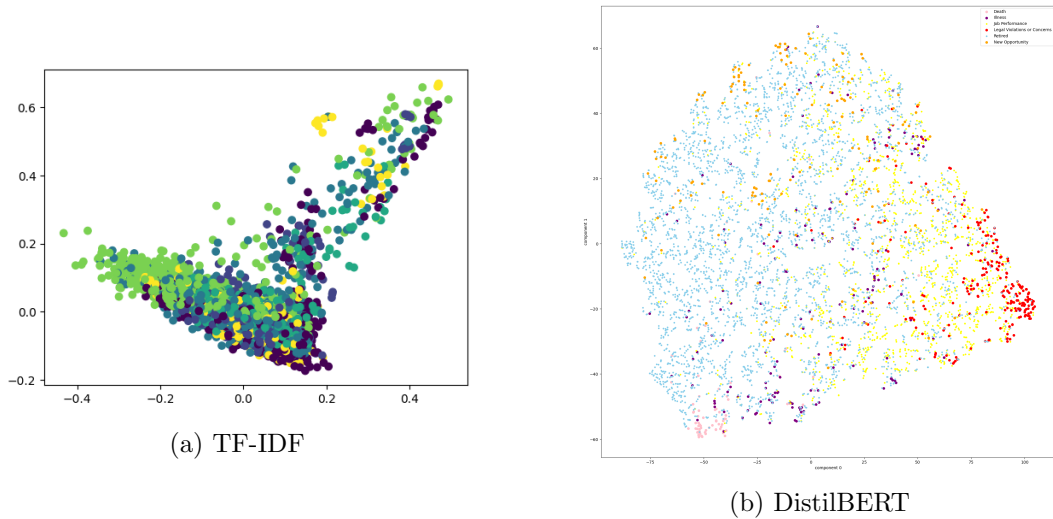 0.6
0.4
0.2
0.0
−0.2
−0.4
−0.2
0.0
0.2
0.4
(a) TF-IDF
Death
Illness
Job Performance
Legal Violations or Concerns
Retired
New Opportunity
component 1
60
40
20
0
−20
−40
−60
−75
−50
−25
0
25
50
75
100
component 0
(b) DistilBERT